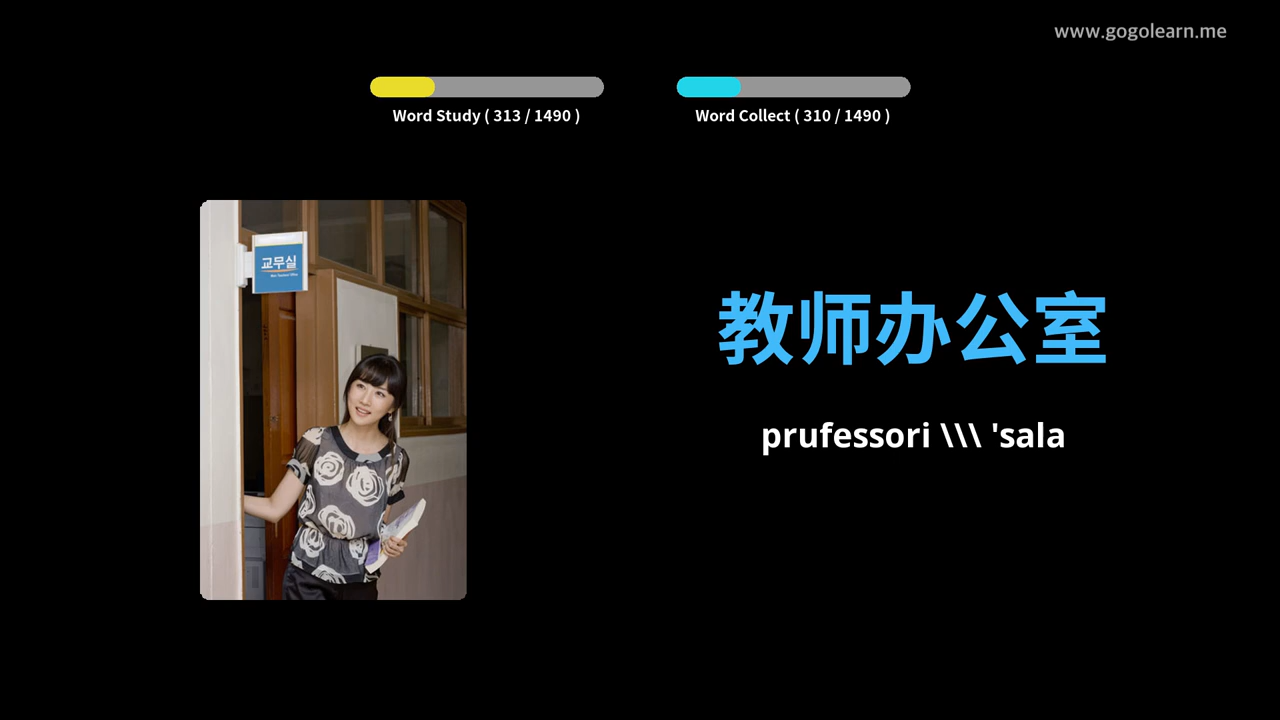 www.gogolearn.me
Word Study ( 313 / 1490 )
Word Collect ( 310 / 1490 )
교무실
教师办公室
prufessori \\\ 'sala